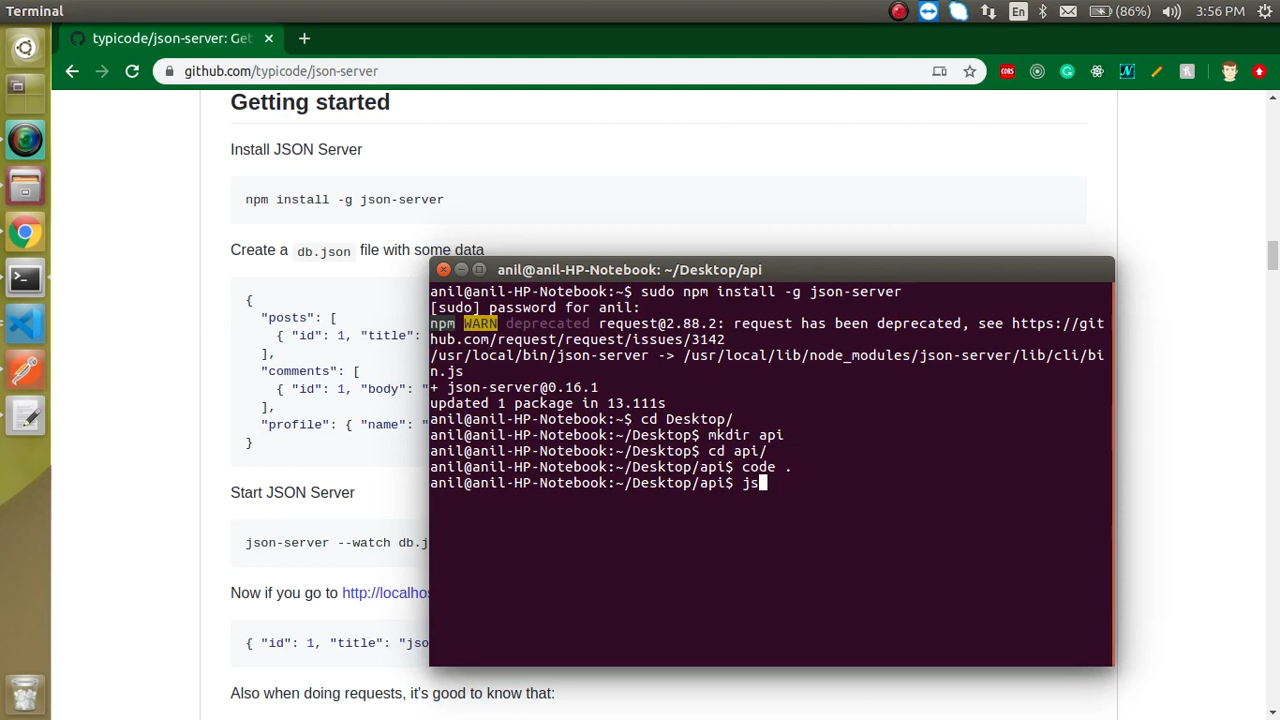 Terminal
En
(86%)
3:56 PM
typicode/json-server: Get
github.com/typicode/json-server
CORS
Getting started
Install JSON Server
npm install -g json-server
Create a db.json file with some data
{
"posts": [
{ "id": 1, "title":
],
"comments": [
{ "id": 1, "body": "
],
"profile": { "name": "
}
Start JSON Server
json-server --watch db.j
Now if you go to http://localhos
{ "id": 1, "title": "jso
Also when doing requests, it's good to know that:
anil@anil-HP-Notebook: ~/Desktop/api
anil@anil-HP-Notebook:~$ sudo npm install -g json-server
[sudo] password for anil:
npm WARN deprecated request@2.88.2: request has been deprecated, see https://git
hub.com/request/request/issues/3142
/usr/local/bin/json-server -> /usr/local/lib/node_modules/json-server/lib/cli/bi
n.js
+ json-server@0.16.1
updated 1 package in 13.111s
anil@anil-HP-Notebook:~$ cd Desktop/
anil@anil-HP-Notebook:~/Desktop$ mkdir api
anil@anil-HP-Notebook:~/Desktop$ cd api/
anil@anil-HP-Notebook:~/Desktop/api$ code .
anil@anil-HP-Notebook:~/Desktop/api$ js